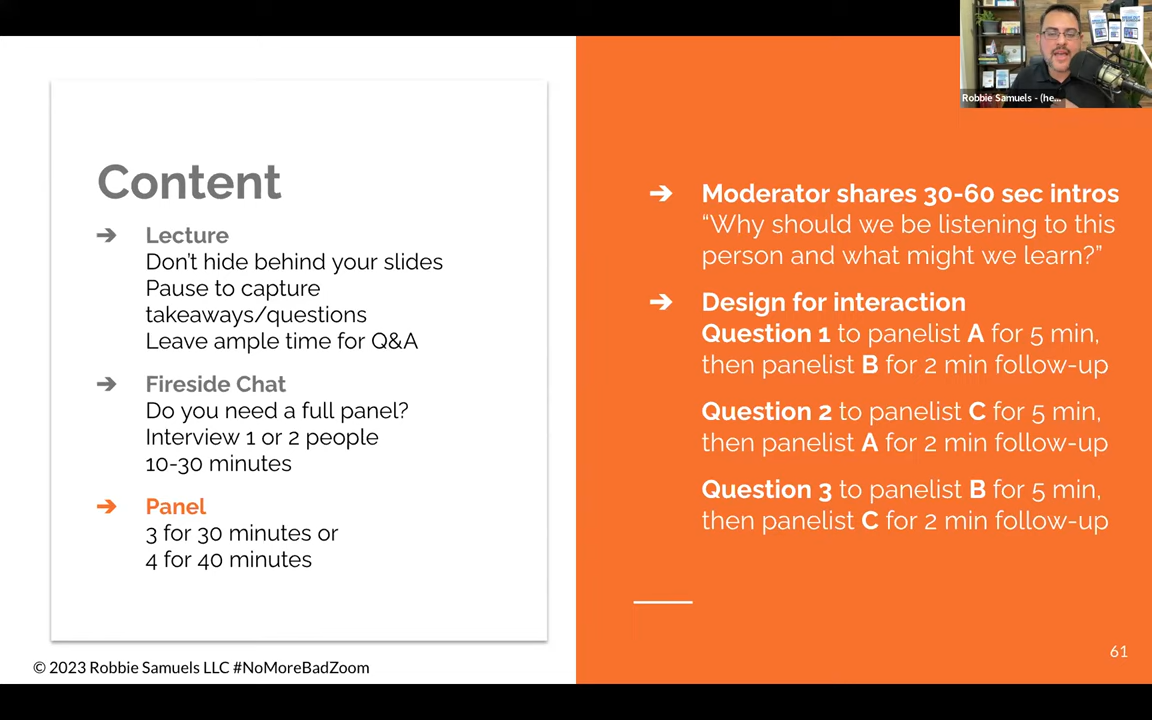 Robbie Samuels - (he...
Content
➔ Lecture
Don't hide behind your slides
Pause to capture
takeaways/questions
Leave ample time for Q&A
➔ Fireside Chat
Do you need a full panel?
Interview 1 or 2 people
10-30 minutes
➔ Panel
3 for 30 minutes or
4 for 40 minutes
➔ Moderator shares 30-60 sec intros
“Why should we be listening to this
person and what might we learn?”
➔ Design for interaction
Question 1 to panelist A for 5 min,
then panelist B for 2 min follow-up
Question 2 to panelist C for 5 min,
then panelist A for 2 min follow-up
Question 3 to panelist B for 5 min,
then panelist C for 2 min follow-up
61
© 2023 Robbie Samuels LLC #NoMoreBadZoom